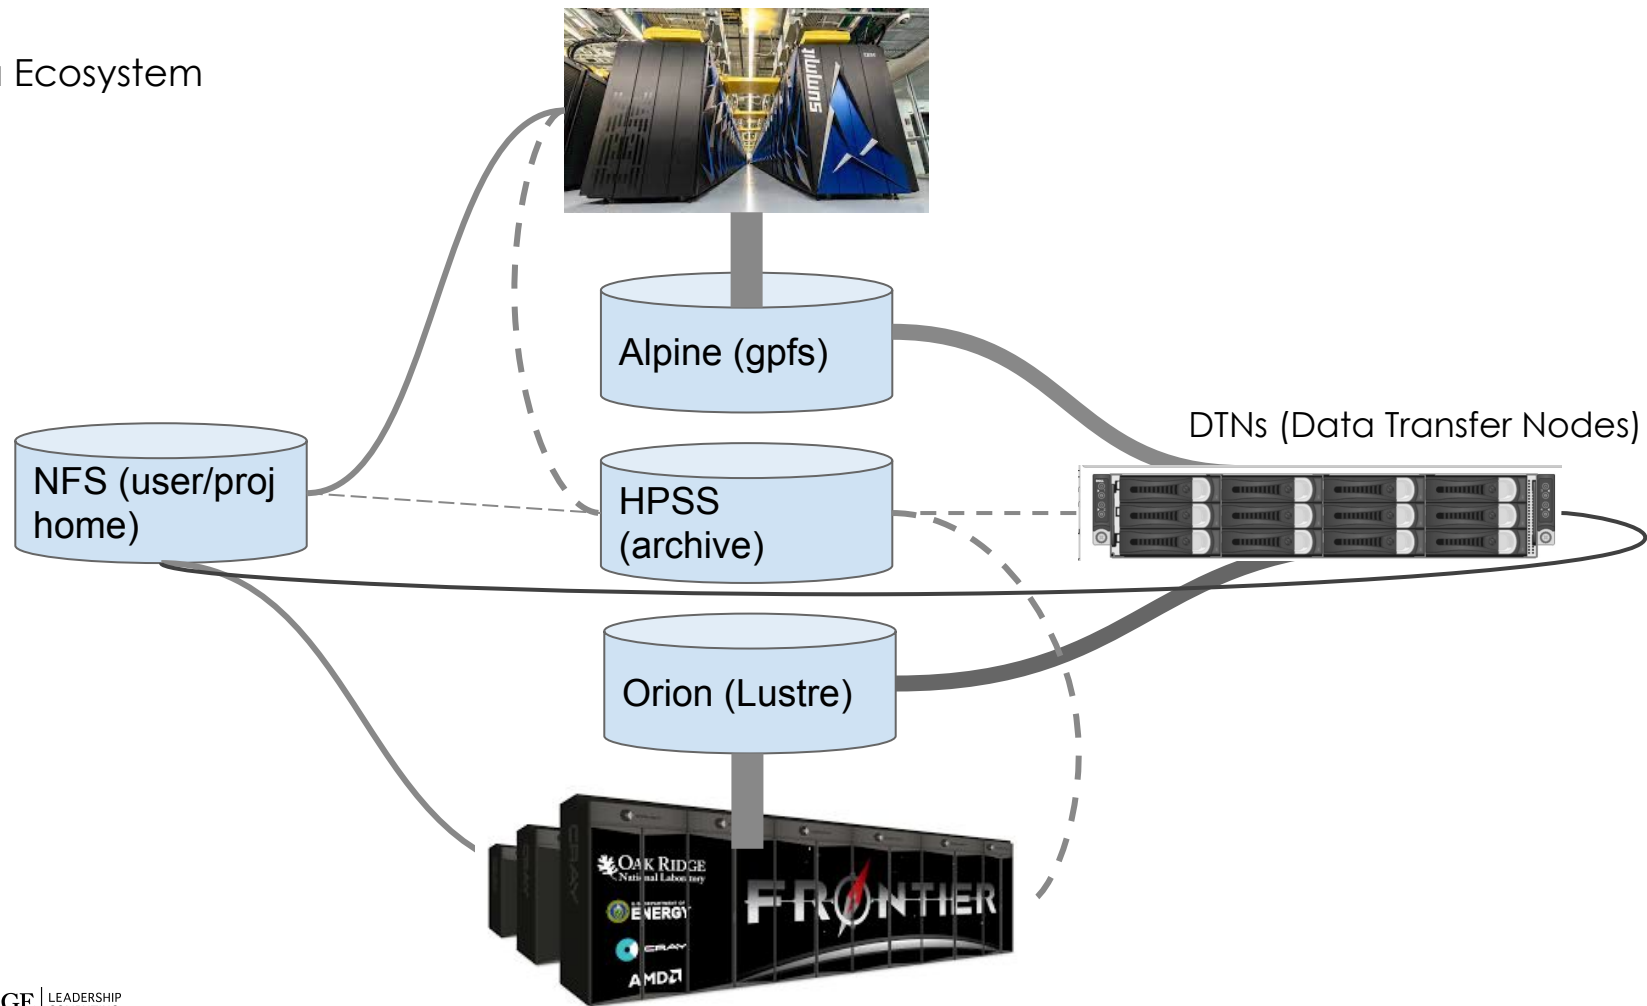 Ecosystem
summit
Alpine (gpfs)
DTNs (Data Transfer Nodes)
NFS (user/proj
home)
HPSS
(archive)
Orion (Lustre)
OAK RIDGE
National Laboratory
ENERGY
CRAY
AMD
FRONTIER
CRAY
LEADERSHIP